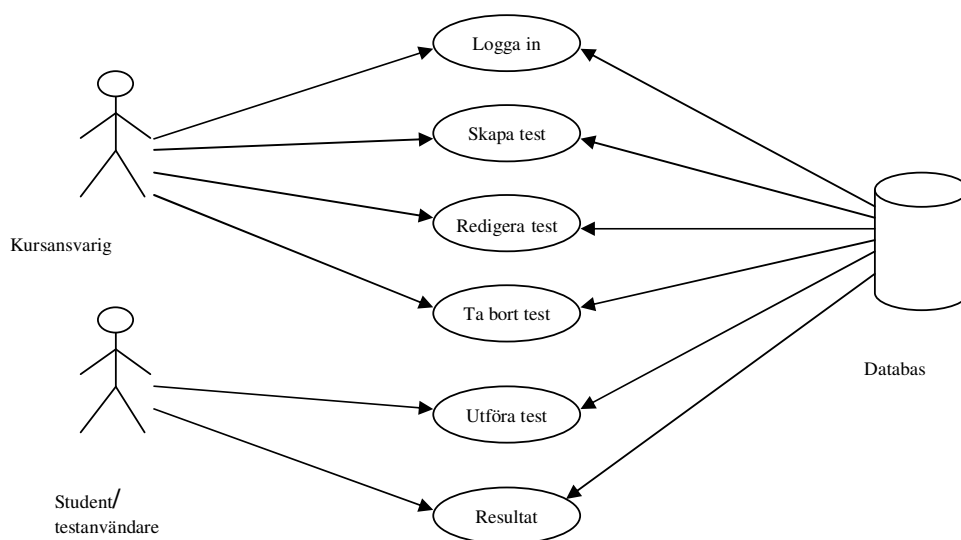 Logga in
Skapa test
Redigera test
Kursansvarig
Ta bort test
Databas
Utföra test
Student/
testanvändare
Resultat